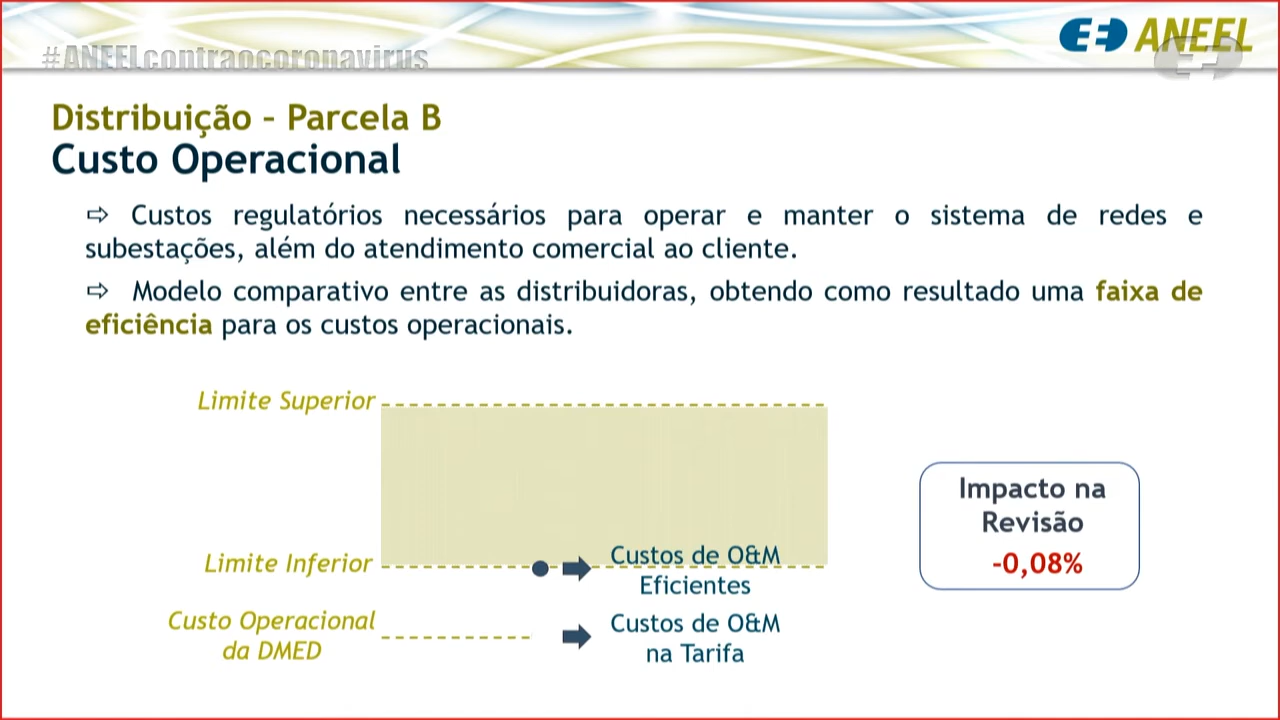 #ANEELcontraocoronavirus
ANEEL
Distribuição – Parcela B
Custo Operacional
⇨ Custos regulatórios necessários para operar e manter o sistema de redes e
subestações, além do atendimento comercial ao cliente.
⇨ Modelo comparativo entre as distribuidoras, obtendo como resultado uma faixa de
eficiência para os custos operacionais.
Limite Superior
Limite Inferior
Custos de O&M
Eficientes
Custo Operacional
da DMED
Custos de O&M
na Tarifa
Impacto na
Revisão
-0,08%